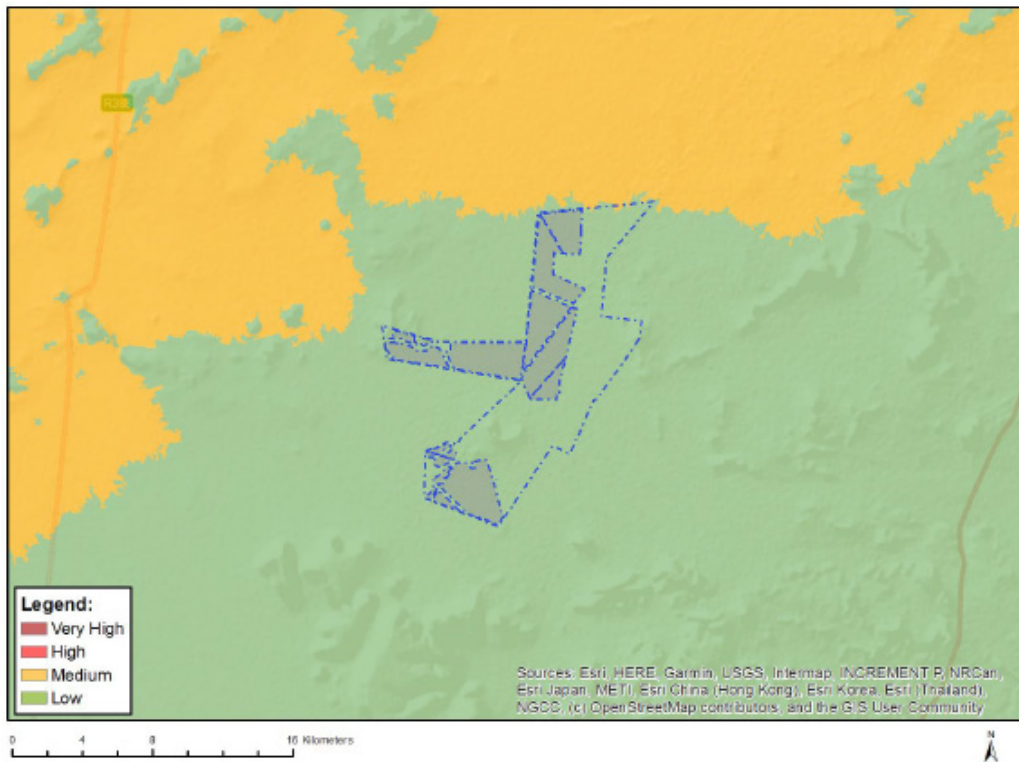 Legend:
Very High
High
Medium
Low
Sources: Esri, HERE, Garmin, USGS, Intermap, INCREMENT P, NRCan,
Esri Japan, METI, Esri China (Hong Kong), Esri Korea, Esri (Thailand),
NGCC, (c) OpenStreetMap contributors, and the GIS User Community
0 4 8 16 Kilometers
N